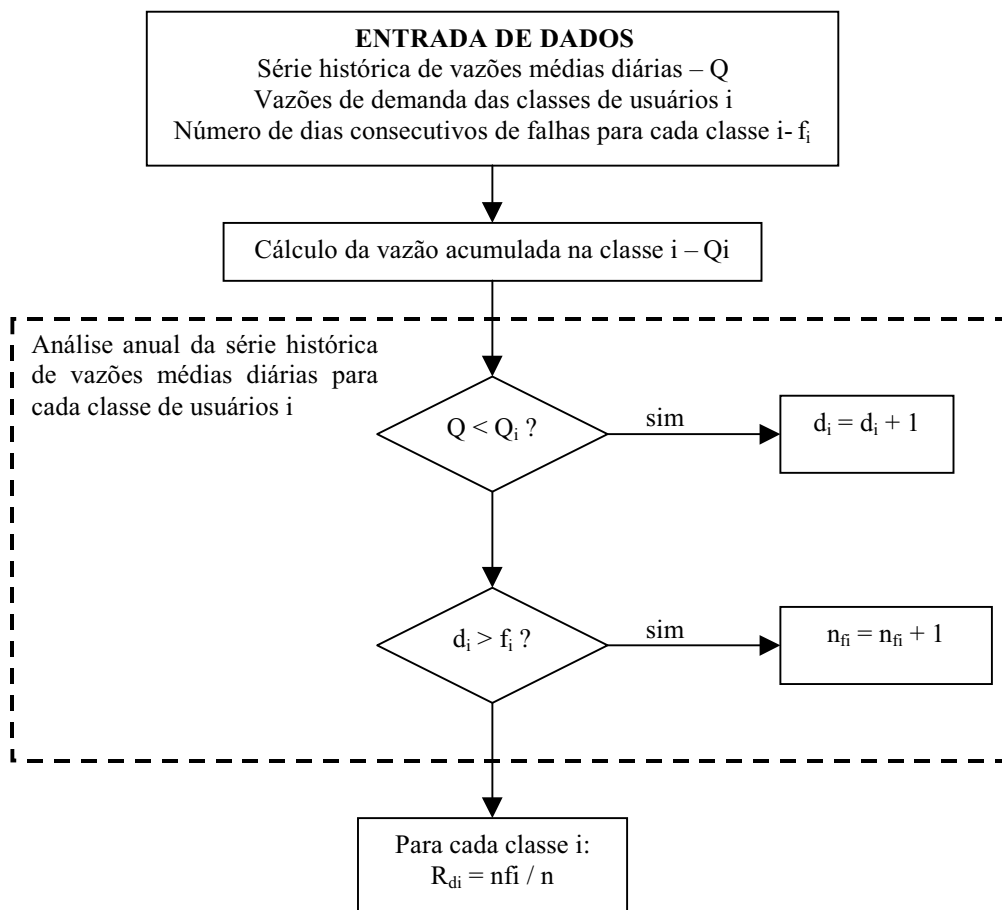 ENTRADA DE DADOS
Série histórica de vazões médias diárias – Q
Vazões de demanda das classes de usuários i
Número de dias consecutivos de falhas para cada classe i- fᵢ
Cálculo da vazão acumulada na classe i – Qi
Análise anual da série histórica
de vazões médias diárias para
cada classe de usuários i
Q < Qᵢ ?
sim
dᵢ = dᵢ + 1
dᵢ > fᵢ ?
sim
n_fi = n_fi + 1
Para cada classe i:
R_di = nfi / n